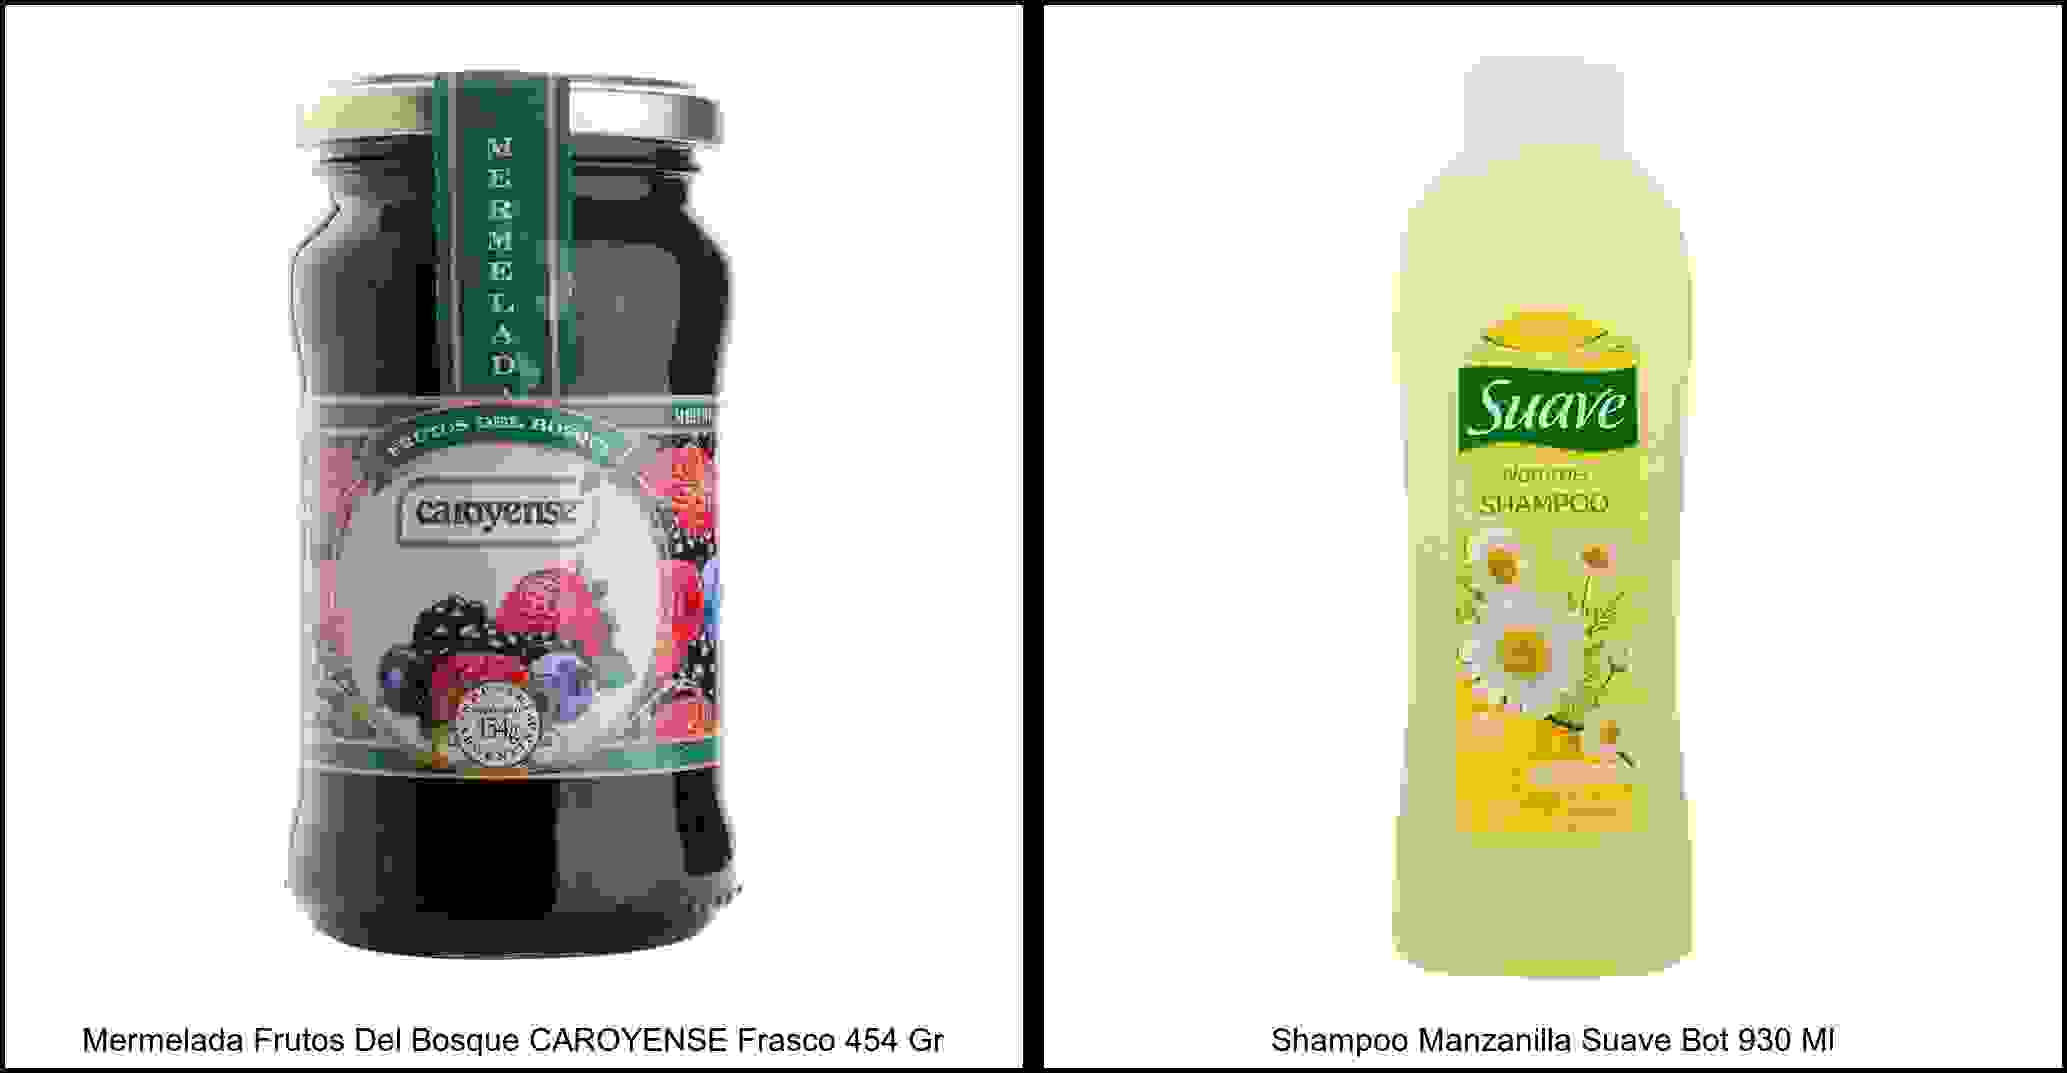 MERMELADA
FRUTOS DEL BOSQUE
caroyense
454g
Mermelada Frutos Del Bosque CAROYENSE Frasco 454 Gr
Suave
SHAMPOO
Shampoo Manzanilla Suave Bot 930 Ml